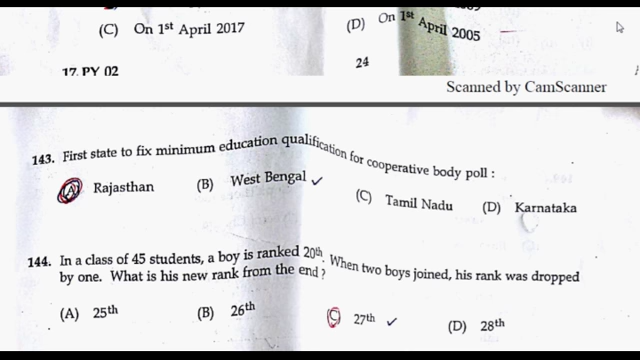 (C) On 1st April 2017
(D) On 1st April 2005
17. PY 02
24
Scanned by CamScanner
143. First state to fix minimum education qualification for cooperative body poll :
(A) Rajasthan (B) West Bengal ✓ (C) Tamil Nadu (D) Karnataka
144. In a class of 45 students, a boy is ranked 20th. When two boys joined, his rank was dropped
by one. What is his new rank from the end?
(A) 25th (B) 26th (C) 27th ✓ (D) 28th